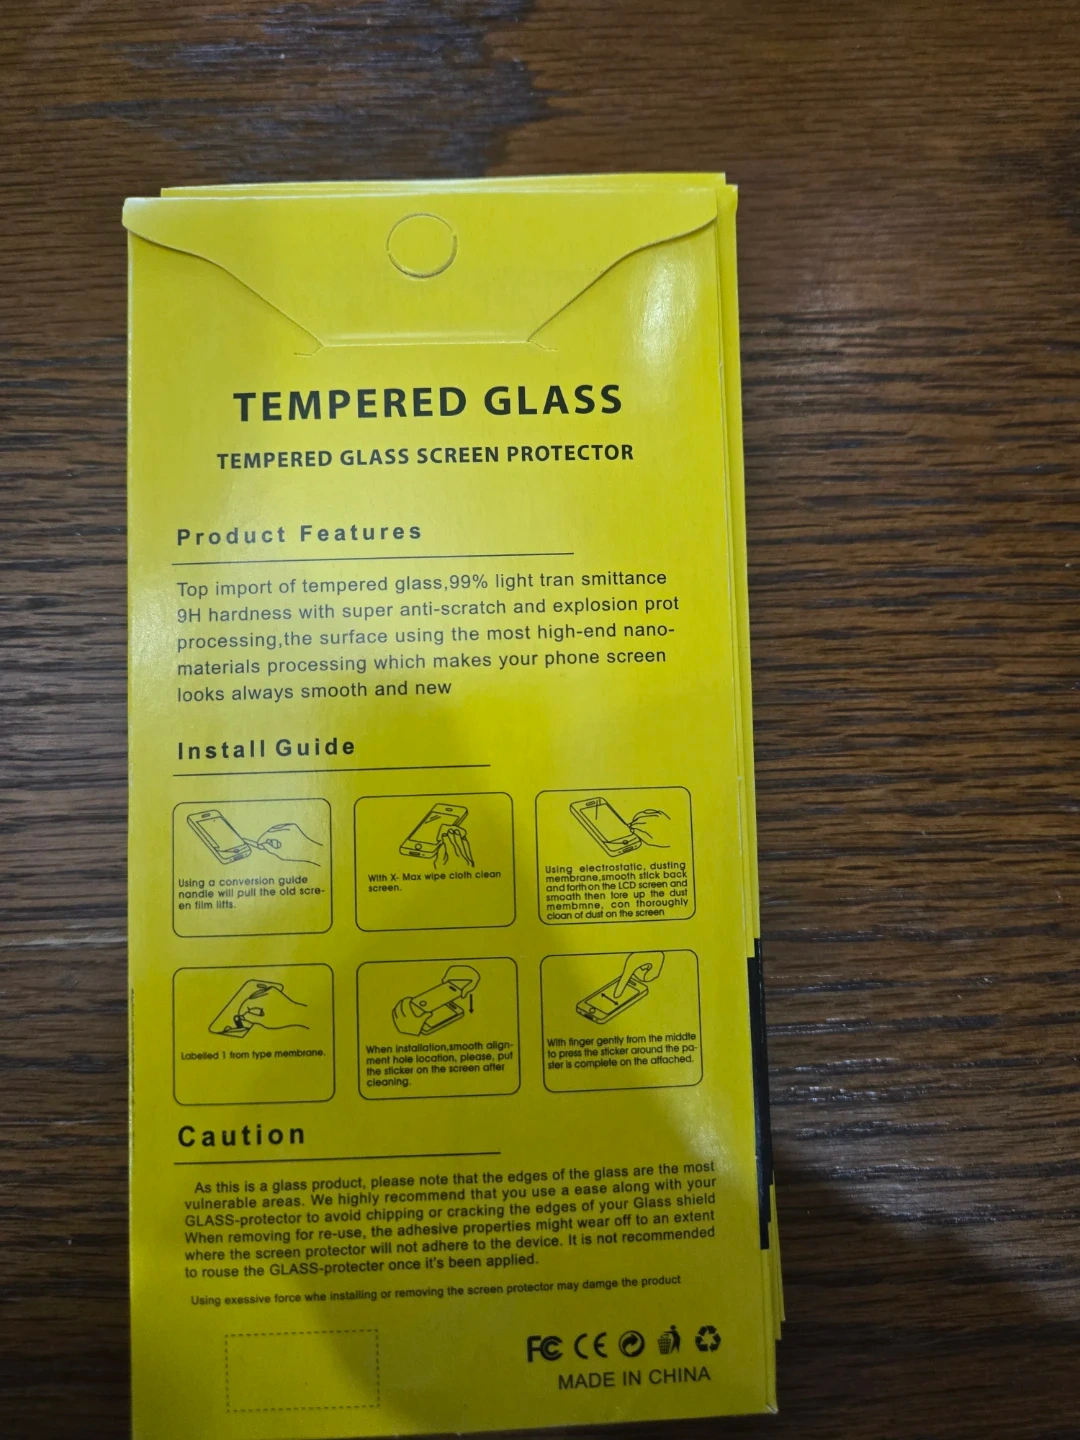 TEMPERED GLASS
TEMPERED GLASS SCREEN PROTECTOR
Product Features
Top import of tempered glass,99% light tran smittance
9H hardness with super anti-scratch and explosion prot
processing,the surface using the most high-end nano-
materials processing which makes your phone screen
looks always smooth and new
Install Guide
Using a conversion guide
nandle will pull the old scre-
en film lifts.
With X- Max wipe cloth clean
screen.
Using electrostatic, dusting
membrane,smooth stick back
and forth on the LCD screen and
smoath then tore up the dust
membmne, con thoroughly
cloan of dust on the screen
Labelled 1 from type membrane.
When installation,smooth align-
ment hole location, please, put
the sticker on the screen after
cleaning.
With finger gently from the middte
to press the sticker around the pa-
ster is complete on the attached.
Caution
As this is a glass product, please note that the edges of the glass are the most
vulnerable areas. We highly recommend that you use a ease along with your
GLASS-protector to avoid chipping or cracking the edges of your Glass shield
When removing for re-use, the adhesive properties might wear off to an extent
where the screen protector will not adhere to the device. It is not recommended
to rouse the GLASS-protecter once it's been applied.
Using exessive force whe installing or removing the screen protector may damge the product
FC CE
MADE IN CHINA